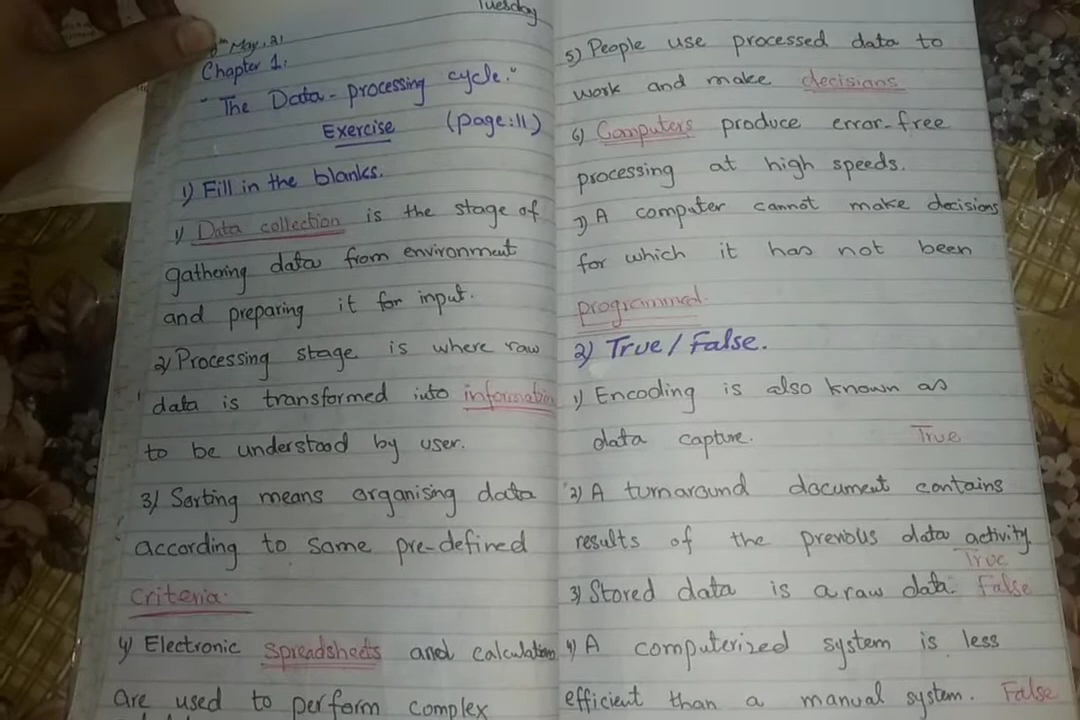 Tuesday
May, 21
Chapter 1.
"The Data-processing cycle."
Exercise (page:11)
1) Fill in the blanks.
1) Data collection is the stage of
gathering data from environment
and preparing it for input.
2) Processing stage is where raw
data is transformed into information
to be understood by user.
3) Sorting means organising data
according to some pre-defined
criteria.
4) Electronic spreadsheets and calculation
are used to perform complex
5) People use processed data to
work and make decisions
6) Computers produce error-free
processing at high speeds.
7) A computer cannot make decisions
for which it has not been
programmed.
2) True/False.
1) Encoding is also known as
data capture. True
2) A turnaround document contains
results of the previous data activity
True
3) Stored data is a raw data. False
4) A computerized system is less
efficient than a manual system. False